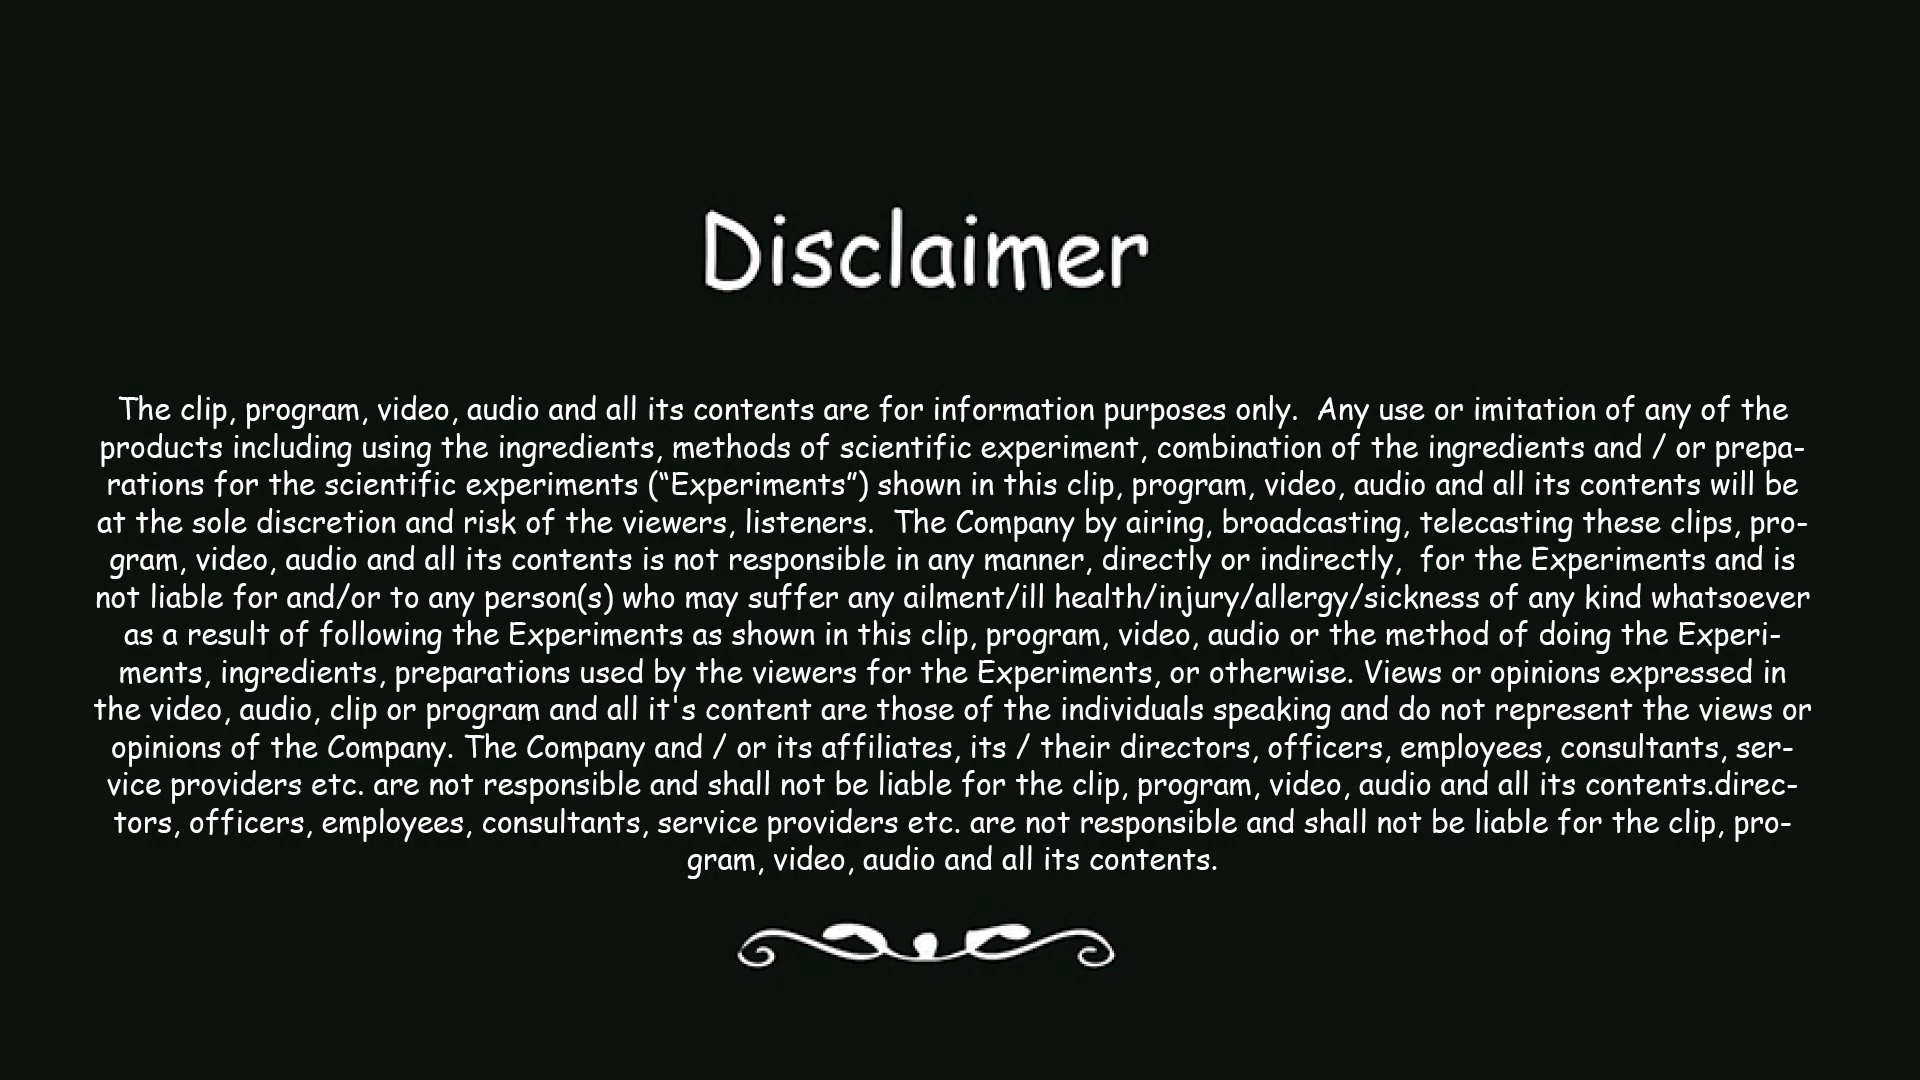 Disclaimer
The clip, program, video, audio and all its contents are for information purposes only.  Any use or imitation of any of the
products including using the ingredients, methods of scientific experiment, combination of the ingredients and / or prepa-
rations for the scientific experiments (“Experiments”) shown in this clip, program, video, audio and all its contents will be
at the sole discretion and risk of the viewers, listeners.  The Company by airing, broadcasting, telecasting these clips, pro-
gram, video, audio and all its contents is not responsible in any manner, directly or indirectly,  for the Experiments and is
not liable for and/or to any person(s) who may suffer any ailment/ill health/injury/allergy/sickness of any kind whatsoever
as a result of following the Experiments as shown in this clip, program, video, audio or the method of doing the Experi-
ments, ingredients, preparations used by the viewers for the Experiments, or otherwise. Views or opinions expressed in
the video, audio, clip or program and all it's content are those of the individuals speaking and do not represent the views or
opinions of the Company. The Company and / or its affiliates, its / their directors, officers, employees, consultants, ser-
vice providers etc. are not responsible and shall not be liable for the clip, program, video, audio and all its contents.direc-
tors, officers, employees, consultants, service providers etc. are not responsible and shall not be liable for the clip, pro-
gram, video, audio and all its contents.